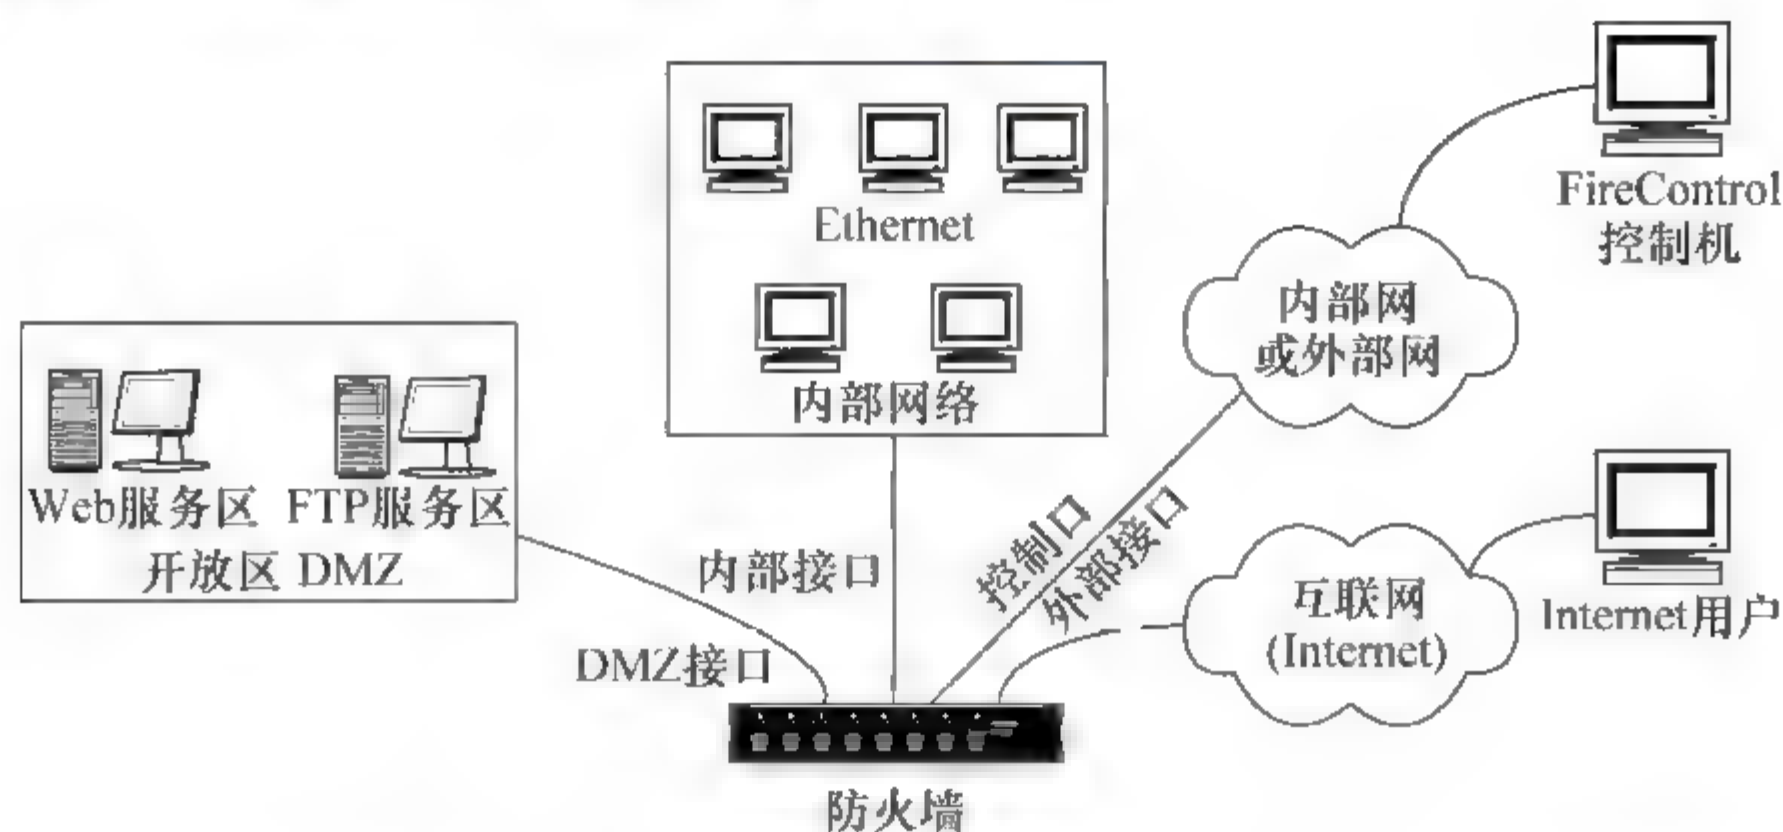 Ethernet
内部网络
FireControl
控制机
内部网
或外部网
Web服务区 FTP服务区
开放区 DMZ
内部接口
控制口
外部接口
DMZ接口
互联网
(Internet)
Internet用户
防火墙